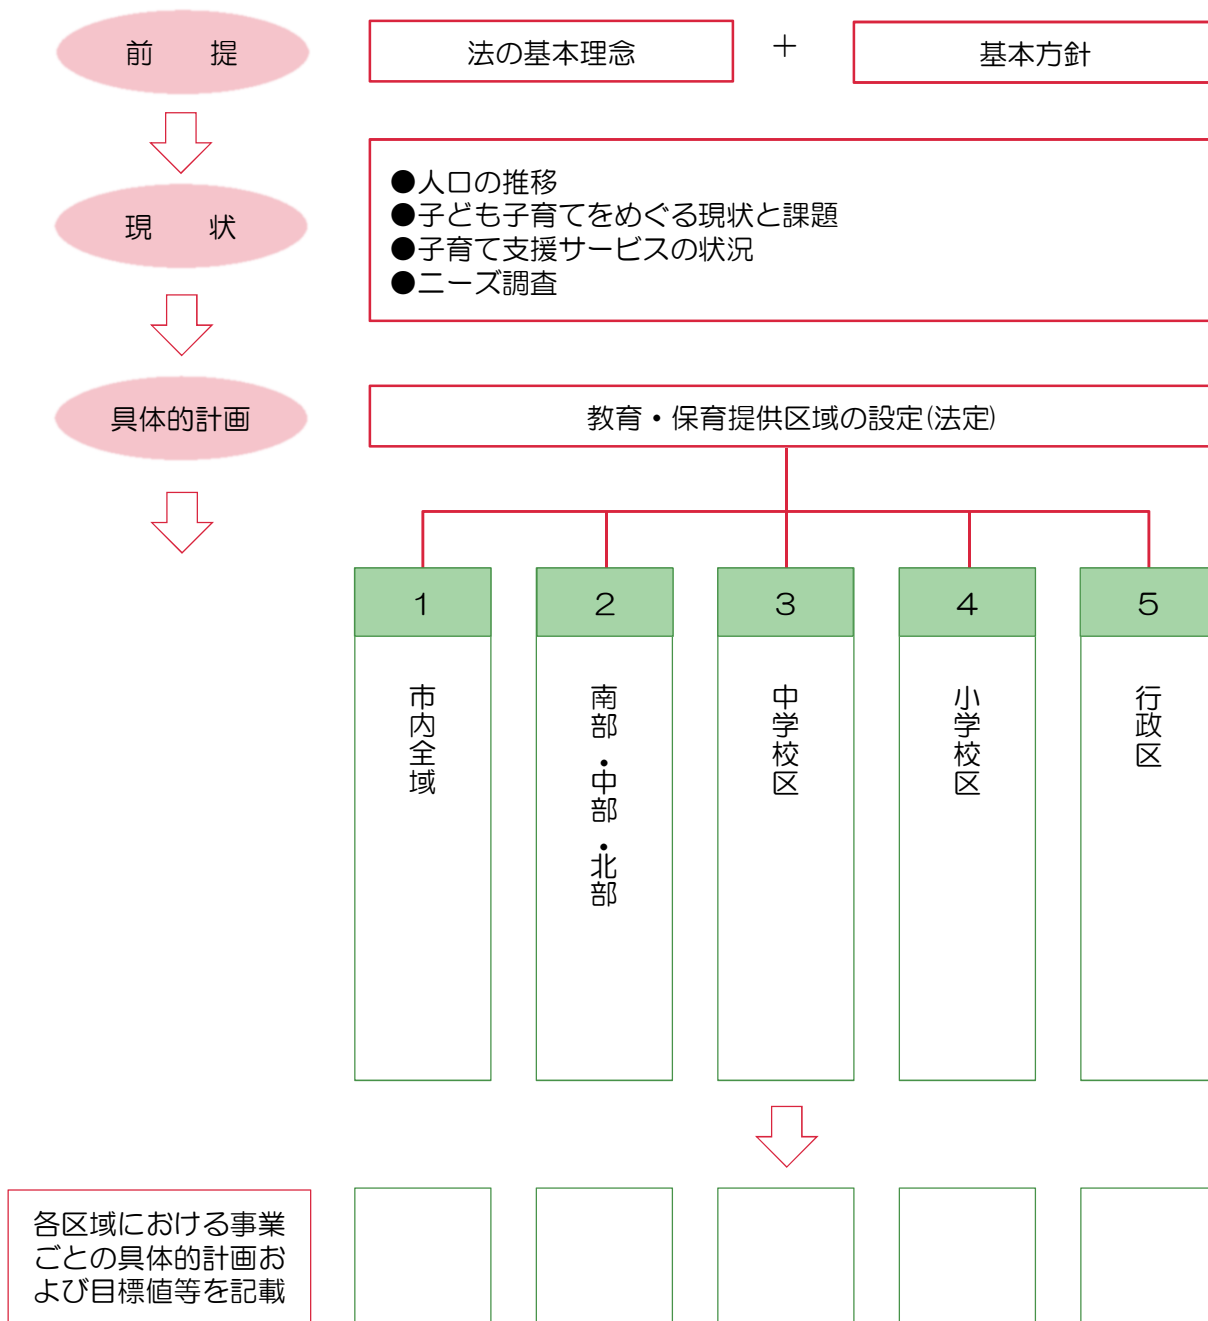 前　提
法の基本理念
＋
基本方針
現　状
●人口の推移
●子ども子育てをめぐる現状と課題
●子育て支援サービスの状況
●ニーズ調査
具体的計画
教育・保育提供区域の設定(法定)
1
2
3
4
5
市内全域
南部・中部・北部
中学校区
小学校区
行政区
各区域における事業
ごとの具体的計画お
よび目標値等を記載